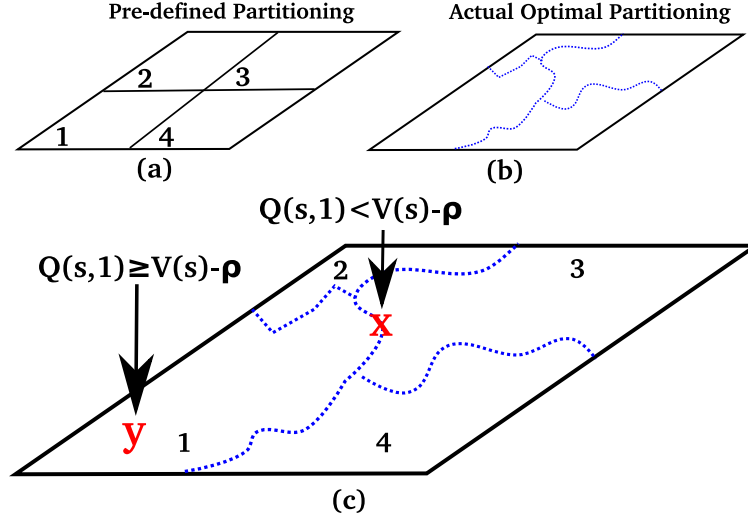 Pre-defined Partitioning
Actual Optimal Partitioning
2
3
1
4
(a)
(b)
Q(s,1)<V(s)-ρ
Q(s,1)≥V(s)-ρ
2
3
x
y
1
4
(c)